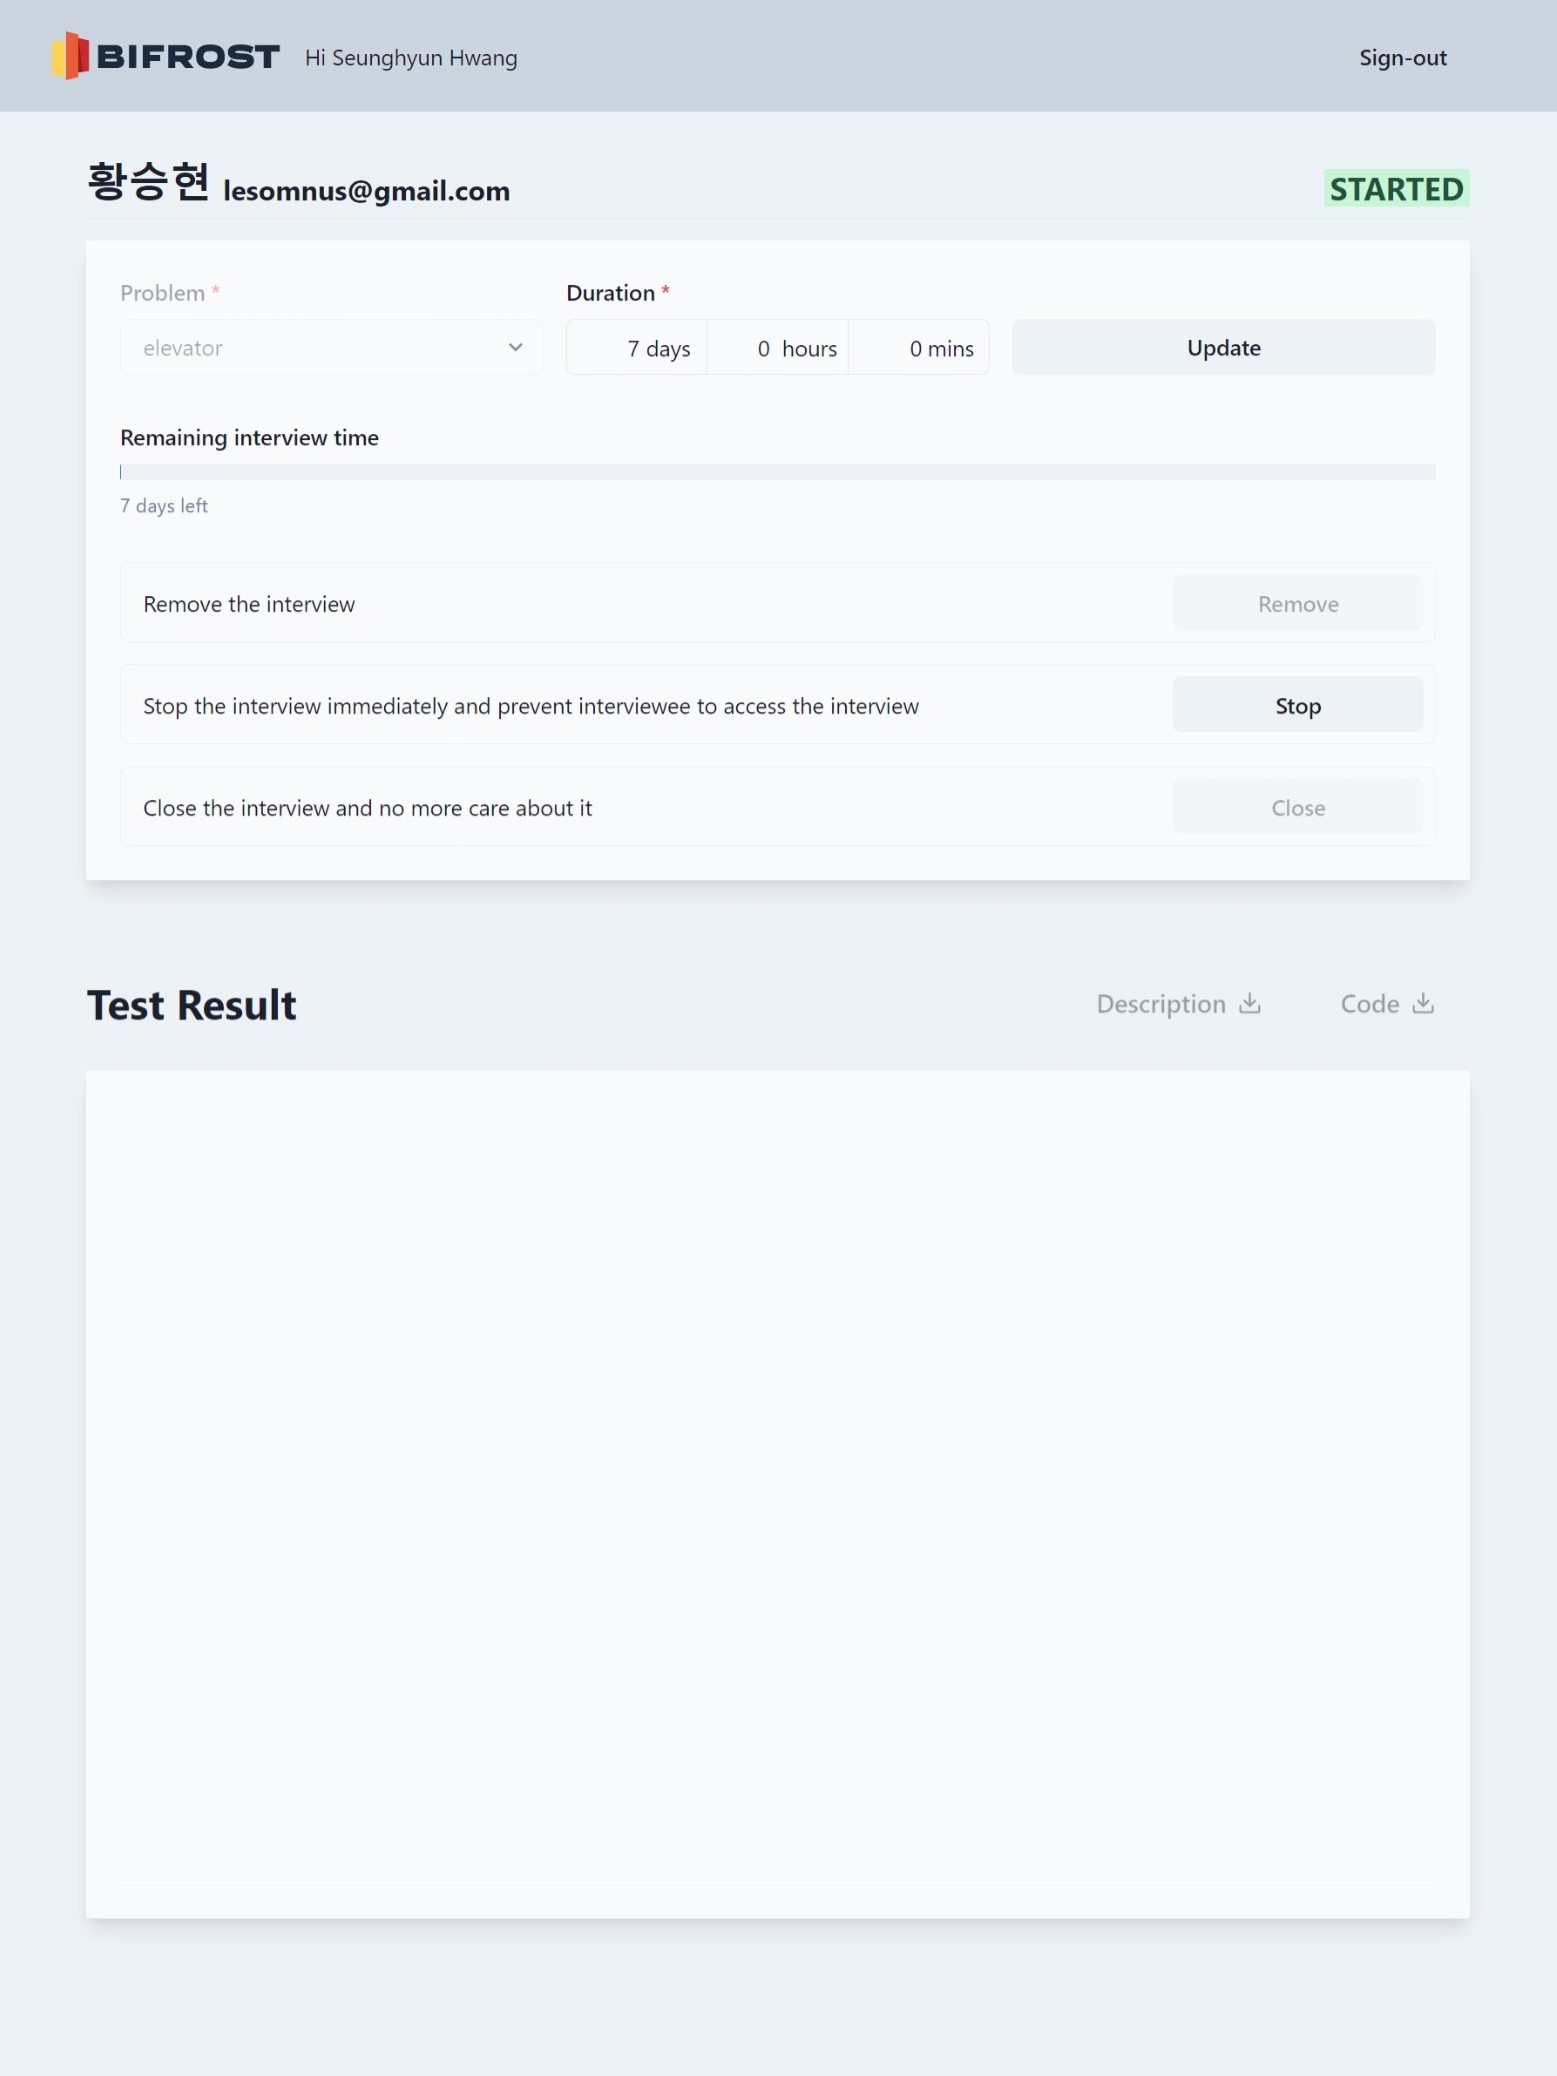 BIFROST Hi Seunghyun Hwang Sign-out
황승현 lesomnus@gmail.com STARTED
Problem * Duration *
elevator 7 days 0 hours 0 mins Update
Remaining interview time
7 days left
Remove the interview Remove
Stop the interview immediately and prevent interviewee to access the interview Stop
Close the interview and no more care about it Close
Test Result Description Code